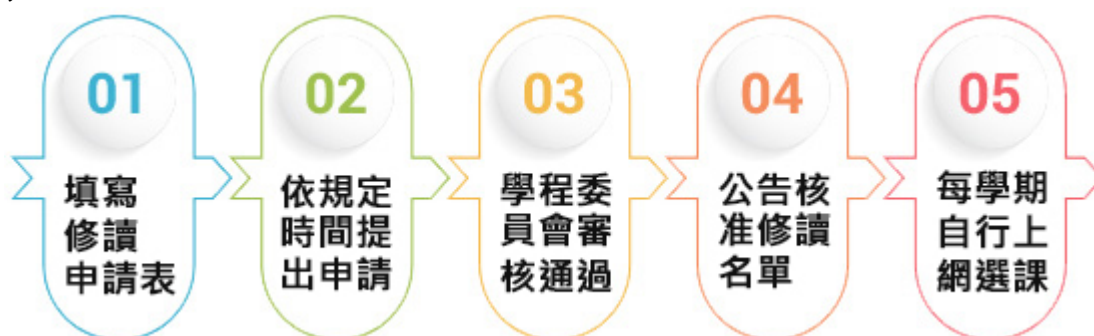 01
填寫
修讀
申請表
02
依規定
時間提
出申請
03
學程委
員會審
核通過
04
公告核
准修讀
名單
05
每學期
自行上
網選課